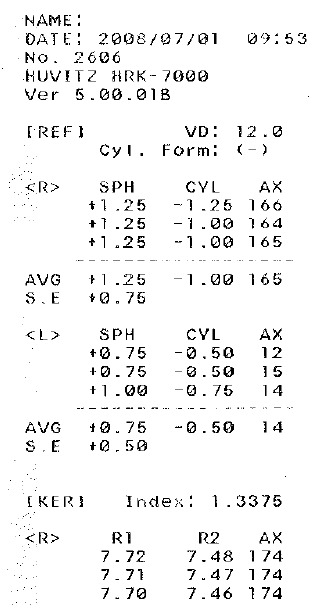 NAME:
DATE: 2008/07/01 09:53
No. 2606
HUVITZ HRK-7000
Ver 5.00.01B
[REF] VD: 12.0
Cyl. Form: (-)
<R> SPH CYL AX
+1.25 -1.25 166
+1.25 -1.00 164
+1.25 -1.00 165
AVG +1.25 -1.00 165
S.E +0.75
<L> SPH CYL AX
+0.75 -0.50 12
+0.75 -0.50 15
+1.00 -0.75 14
AVG +0.75 -0.50 14
S.E +0.50
[KER] Index: 1.3375
<R> R1 R2 AX
7.72 7.48 174
7.71 7.47 174
7.70 7.46 174